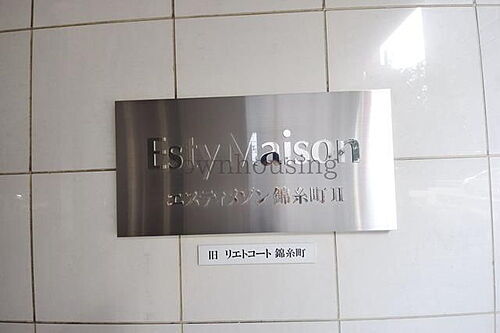 Esty Maison
townhousing
エスティメゾン錦糸町Ⅱ
旧 リエトコート錦糸町